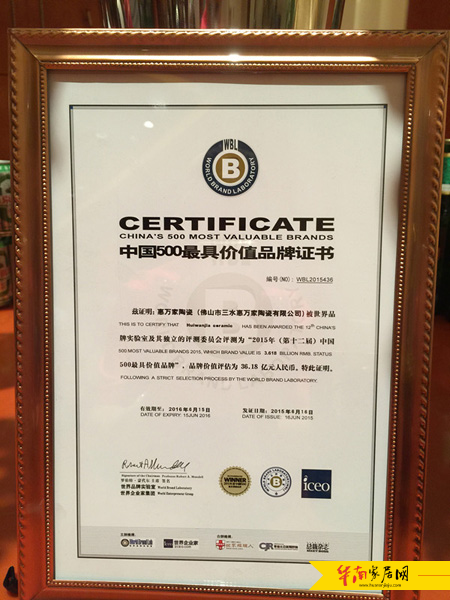 WBL
WORLD BRAND LABORATORY
B
CERTIFICATE
CHINA'S 500 MOST VALUABLE BRANDS
中国500最具价值品牌证书
编号(NO): WBL2015436
兹证明: 惠万家陶瓷 (佛山市三水惠万家陶瓷有限公司) 被世界品
THIS IS TO CERTIFY THAT Huiwanjia ceramic HAS BEEN AWARDED THE 12th CHINA'S
牌实验室及其独立的评测委员会评测为“2015年 (第十二届) 中国
500 MOST VALUABLE BRANDS 2015, WHICH BRAND VALUE IS 3.618 BILLION RMB. STATUS
500最具价值品牌”, 品牌价值评估为 36.18 亿元人民币。特此证明。
FOLLOWING A STRICT SELECTION PROCESS BY THE WORLD BRAND LABORATORY.
有效期至: 2016年6月15日
DATE OF EXPIRY: 15JUN 2016
发证日期: 2015年6月16日
DATE OF ISSUE: 16JUN 2015
世界品牌实验室 World Brand Laboratory
世界企业家集团 World Entrepreneur Group
WINNER
B
iceo
华南家居网